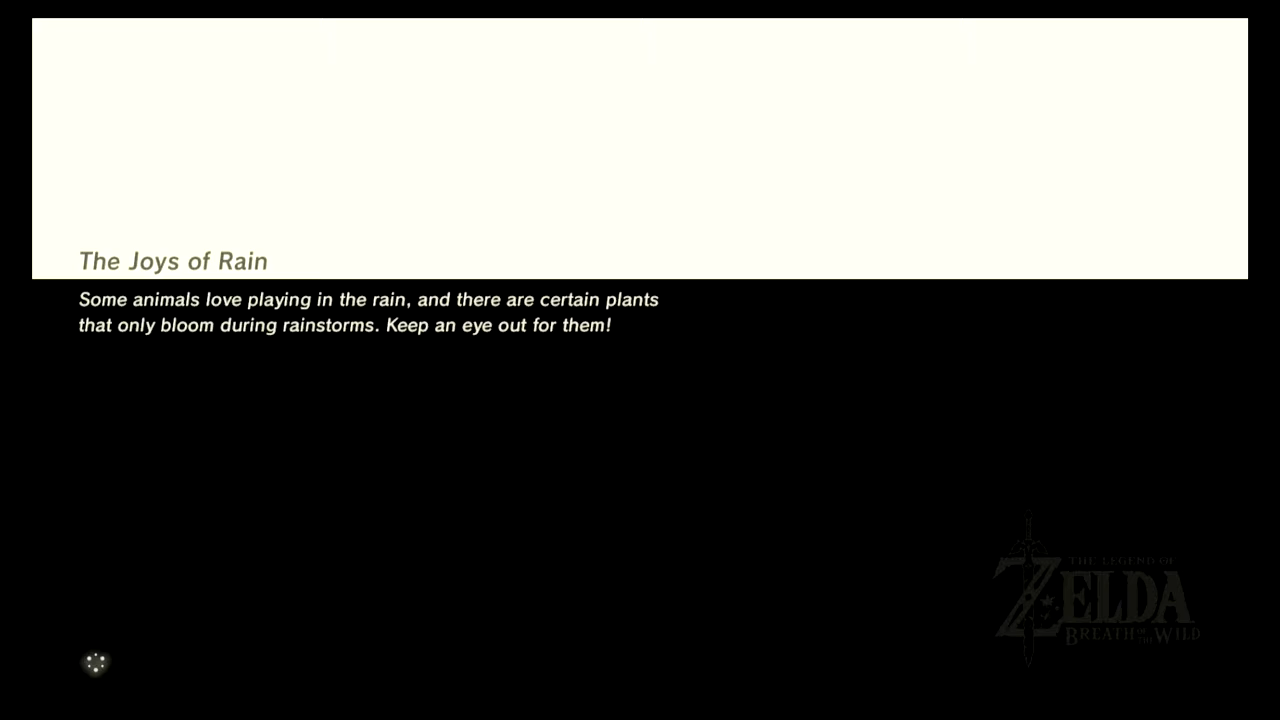 The Joys of Rain
Some animals love playing in the rain, and there are certain plants
that only bloom during rainstorms. Keep an eye out for them!
THE LEGEND OF
ZELDA
BREATH OF THE WILD